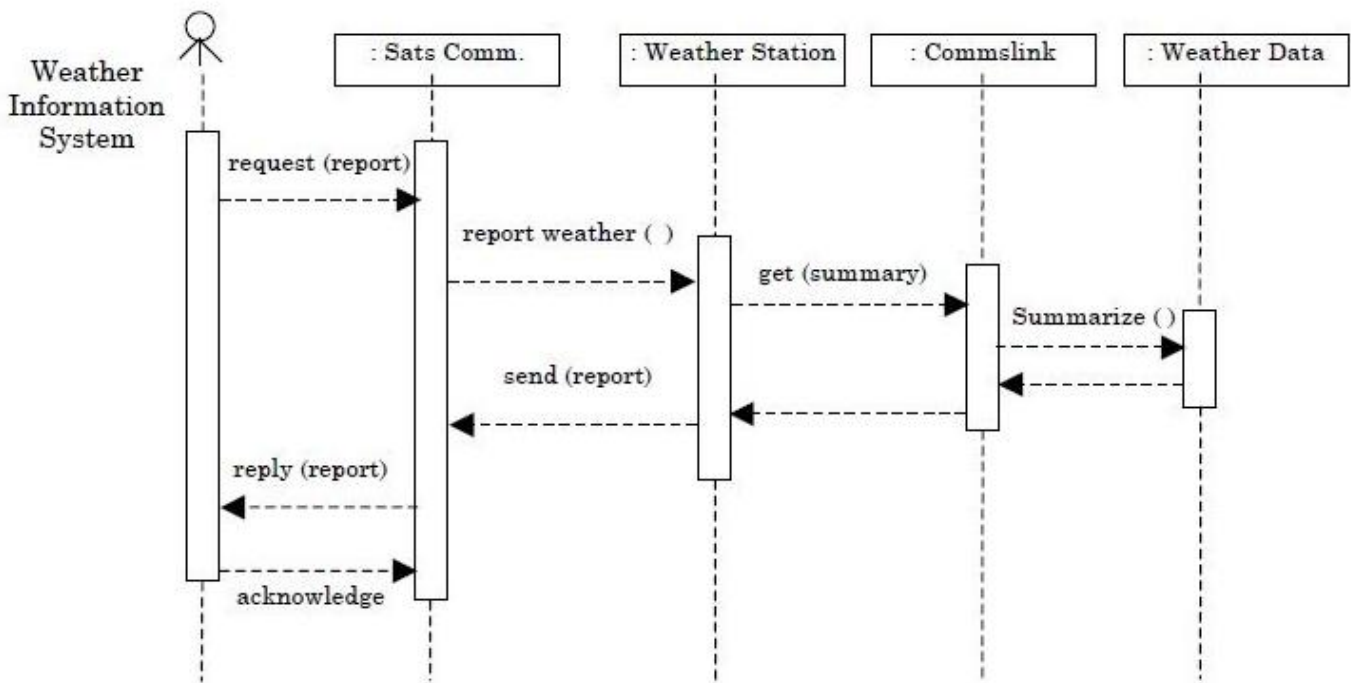 : Sats Comm.
: Weather Station
: Commslink
: Weather Data
Weather
Information
System
request (report)
report weather ( )
get (summary)
Summarize ( )
send (report)
reply (report)
acknowledge